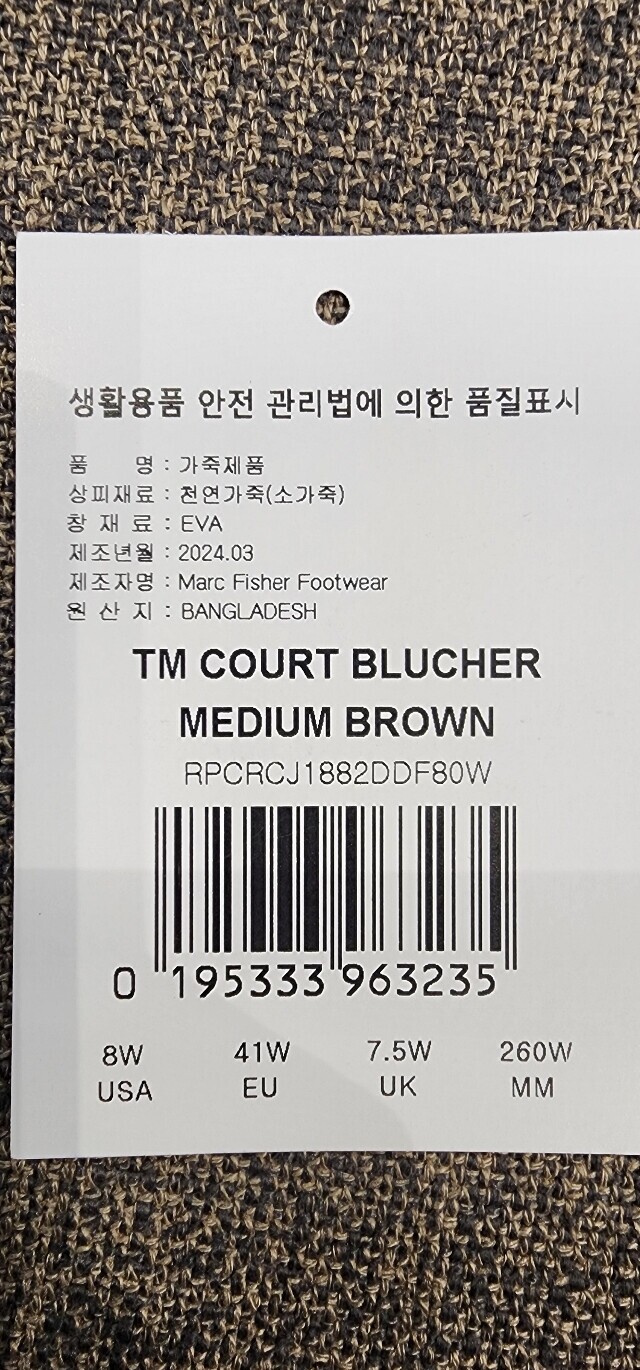 생활용품 안전 관리법에 의한 품질표시
품 명 : 가죽제품
상피재료 : 천연가죽(소가죽)
창 재 료 : EVA
제조년월 : 2024.03
제조자명 : Marc Fisher Footwear
원 산 지 : BANGLADESH
TM COURT BLUCHER
MEDIUM BROWN
RPCRCJ1882DDF80W
0 195333 963235
8W 41W 7.5W 260W
USA EU UK MM